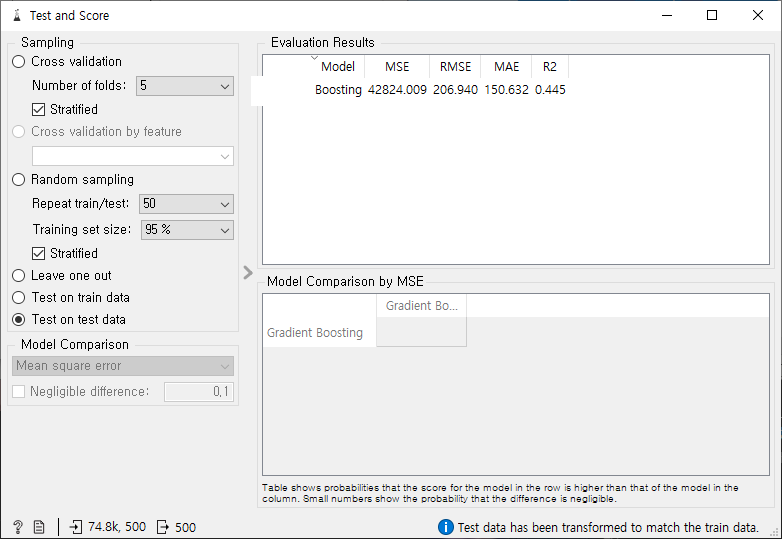 Test and Score
Sampling
Cross validation
Number of folds: 5
Stratified
Cross validation by feature
Random sampling
Repeat train/test: 50
Training set size: 95 %
Stratified
Leave one out
Test on train data
Test on test data
Model Comparison
Mean square error
Negligible difference: 0,1
Evaluation Results
Model MSE RMSE MAE R2
Boosting 42824.009 206.940 150.632 0.445
Model Comparison by MSE
Gradient Bo...
Gradient Boosting
Table shows probabilities that the score for the model in the row is higher than that of the model in the
column. Small numbers show the probability that the difference is negligible.
? 74.8k, 500 500
Test data has been transformed to match the train data.